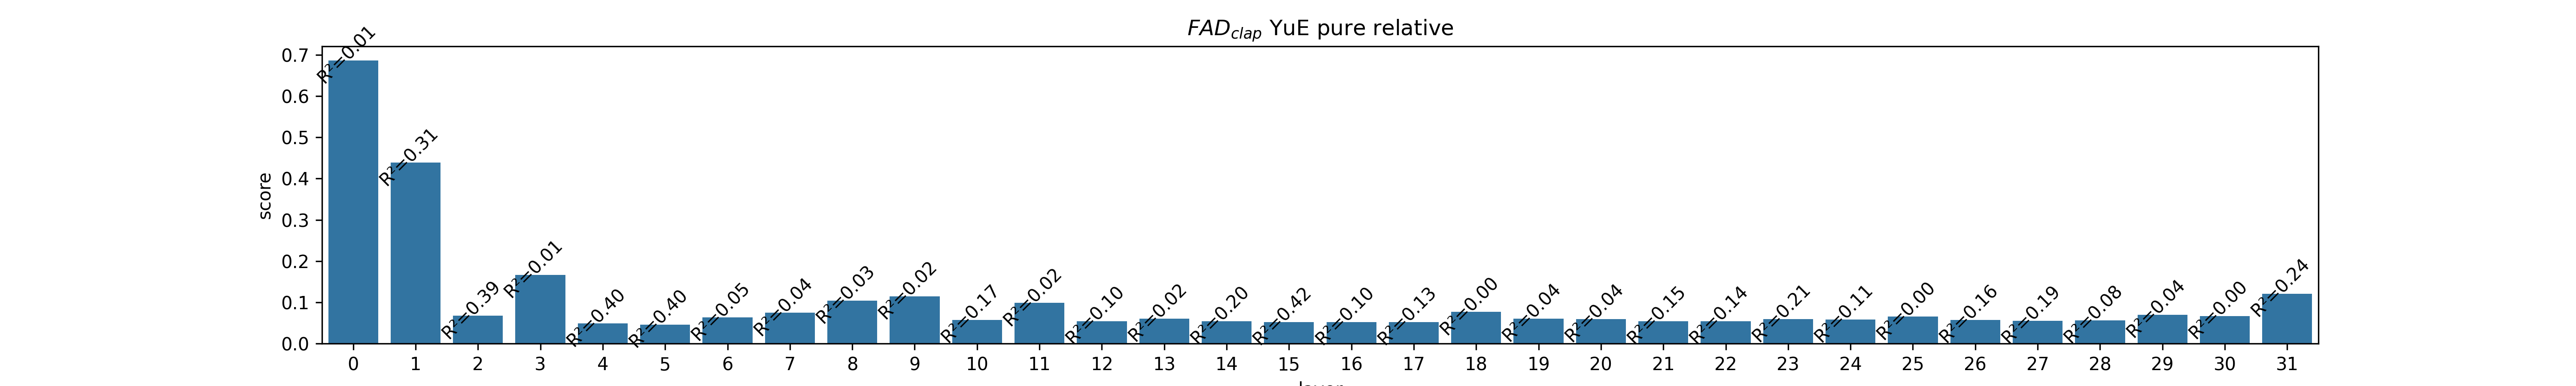 FAD_clap YuE pure relative
score
0.7
0.6
0.5
0.4
0.3
0.2
0.1
0.0
R²=0.01
R²=0.31
R²=0.39
R²=0.01
R²=0.40
R²=0.40
R²=0.05
R²=0.04
R²=0.03
R²=0.02
R²=0.17
R²=0.02
R²=0.10
R²=0.02
R²=0.20
R²=0.42
R²=0.10
R²=0.13
R²=0.00
R²=0.04
R²=0.04
R²=0.15
R²=0.14
R²=0.21
R²=0.11
R²=0.00
R²=0.16
R²=0.19
R²=0.08
R²=0.04
R²=0.00
R²=0.24
0 1 2 3 4 5 6 7 8 9 10 11 12 13 14 15 16 17 18 19 20 21 22 23 24 25 26 27 28 29 30 31